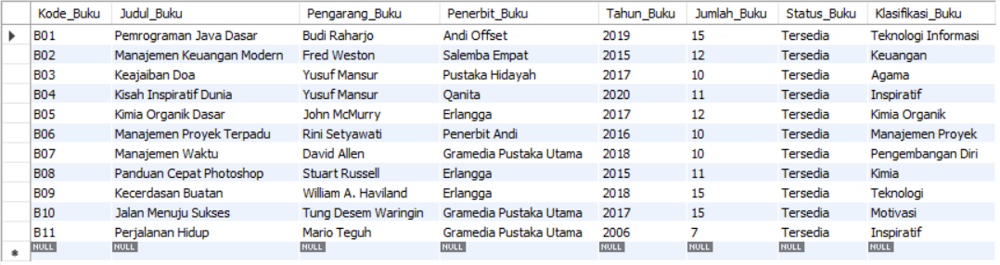 Kode_Buku Judul_Buku Pengarang_Buku Penerbit_Buku Tahun_Buku Jumlah_Buku Status_Buku Klasifikasi_Buku
B01 Pemrograman Java Dasar Budi Raharjo Andi Offset 2019 15 Tersedia Teknologi Informasi
B02 Manajemen Keuangan Modern Fred Weston Salemba Empat 2015 12 Tersedia Keuangan
B03 Keajaiban Doa Yusuf Mansur Pustaka Hidayah 2017 10 Tersedia Agama
B04 Kisah Inspiratif Dunia Yusuf Mansur Qanita 2020 11 Tersedia Inspiratif
B05 Kimia Organik Dasar John McMurry Erlangga 2017 12 Tersedia Kimia Organik
B06 Manajemen Proyek Terpadu Rini Setyawati Penerbit Andi 2016 10 Tersedia Manajemen Proyek
B07 Manajemen Waktu David Allen Gramedia Pustaka Utama 2018 10 Tersedia Pengembangan Diri
B08 Panduan Cepat Photoshop Stuart Russell Erlangga 2015 11 Tersedia Kimia
B09 Kecerdasan Buatan William A. Haviland Erlangga 2018 15 Tersedia Teknologi
B10 Jalan Menuju Sukses Tung Desem Waringin Gramedia Pustaka Utama 2017 15 Tersedia Motivasi
B11 Perjalanan Hidup Mario Teguh Gramedia Pustaka Utama 2006 7 Tersedia Inspiratif
NULL NULL NULL NULL NULL NULL NULL NULL